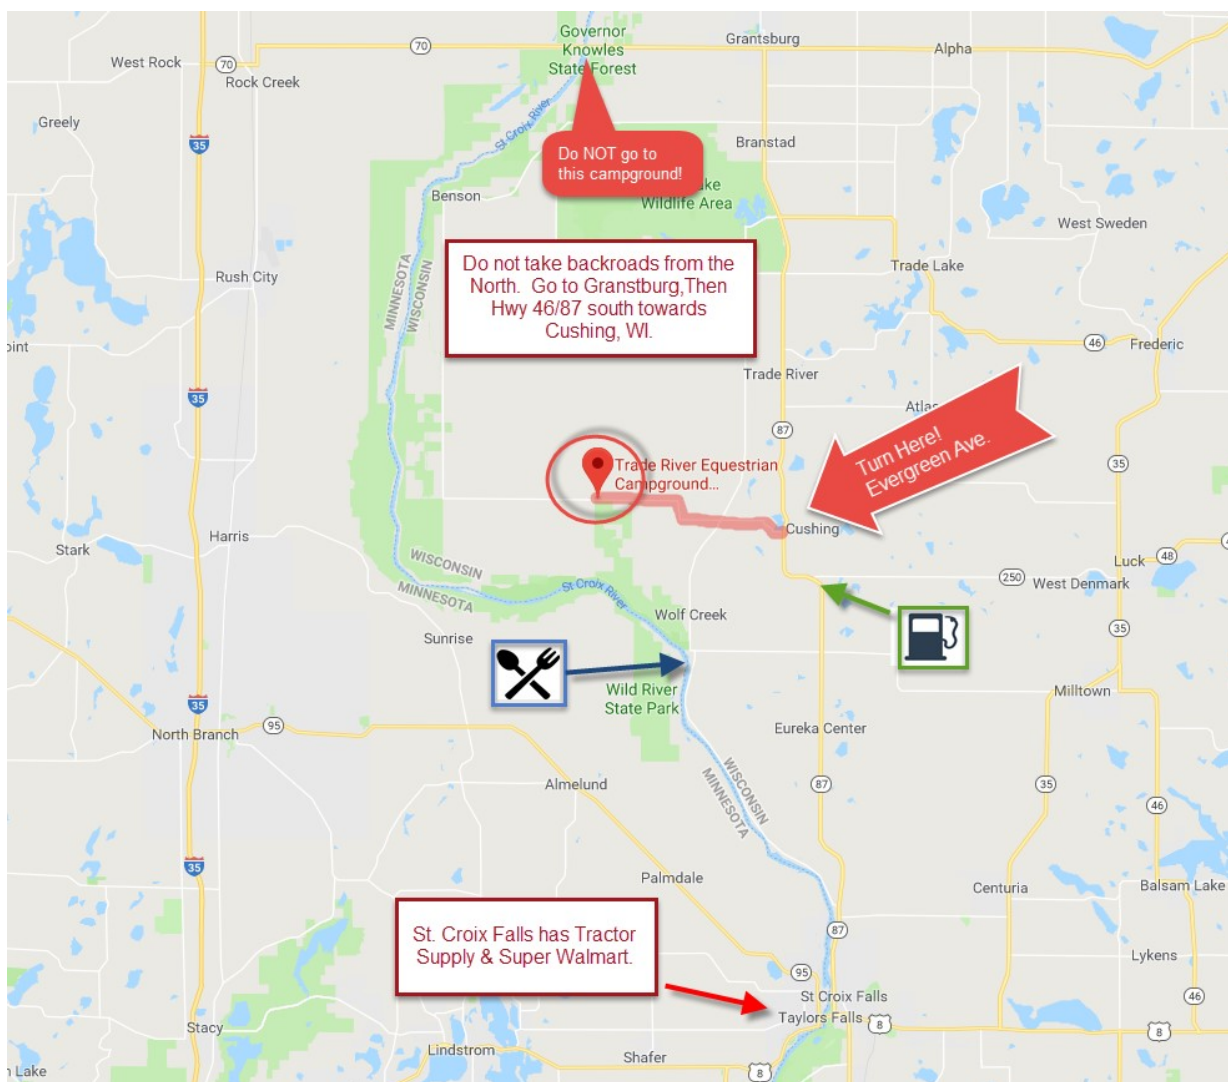 Governor
Knowles
State Forest
Grantsburg
Alpha
70
70
West Rock
Rock Creek
Greely
35
St Croix River
Do NOT go to
this campground!
Branstad
Benson
Wildlife Area
West Sweden
Do not take backroads from the
North. Go to Granstburg,Then
Hwy 46/87 south towards
Cushing, WI.
Trade Lake
Rush City
MINNESOTA
WISCONSIN
46
Frederic
Trade River
35
Atlas
87
Turn Here!
Evergreen Ave.
35
Trade River Equestrian
Campground...
Cushing
Harris
Stark
WISCONSIN
MINNESOTA
Luck
48
250
West Denmark
St Croix River
Wolf Creek
35
Sunrise
Wild River
State Park
Milltown
35
95
North Branch
Eureka Center
WISCONSIN
MINNESOTA
Almelund
87
35
46
35
Palmdale
Centuria
Balsam Lake
St. Croix Falls has Tractor
Supply & Super Walmart.
87
Lykens
95
St Croix Falls
46
Taylors Falls
8
8
Stacy
Lindstrom
Shafer
8
Lake